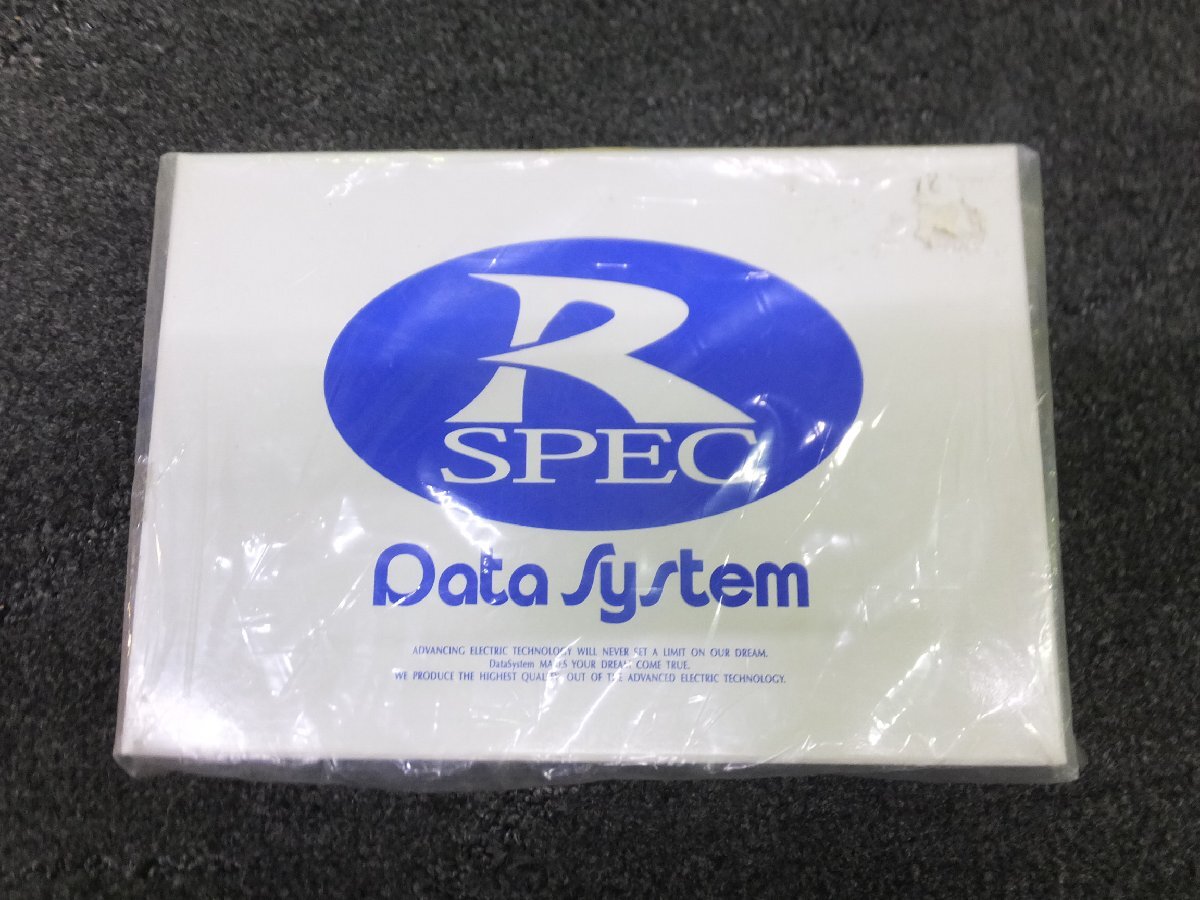 R
SPEC
Data System
ADVANCING ELECTRIC TECHNOLOGY WILL NEVER SET A LIMIT ON OUR DREAM.
DataSystem MAKES YOUR DREAM COME TRUE.
WE PRODUCE THE HIGHEST QUALITY OUT OF THE ADVANCED ELECTRIC TECHNOLOGY.